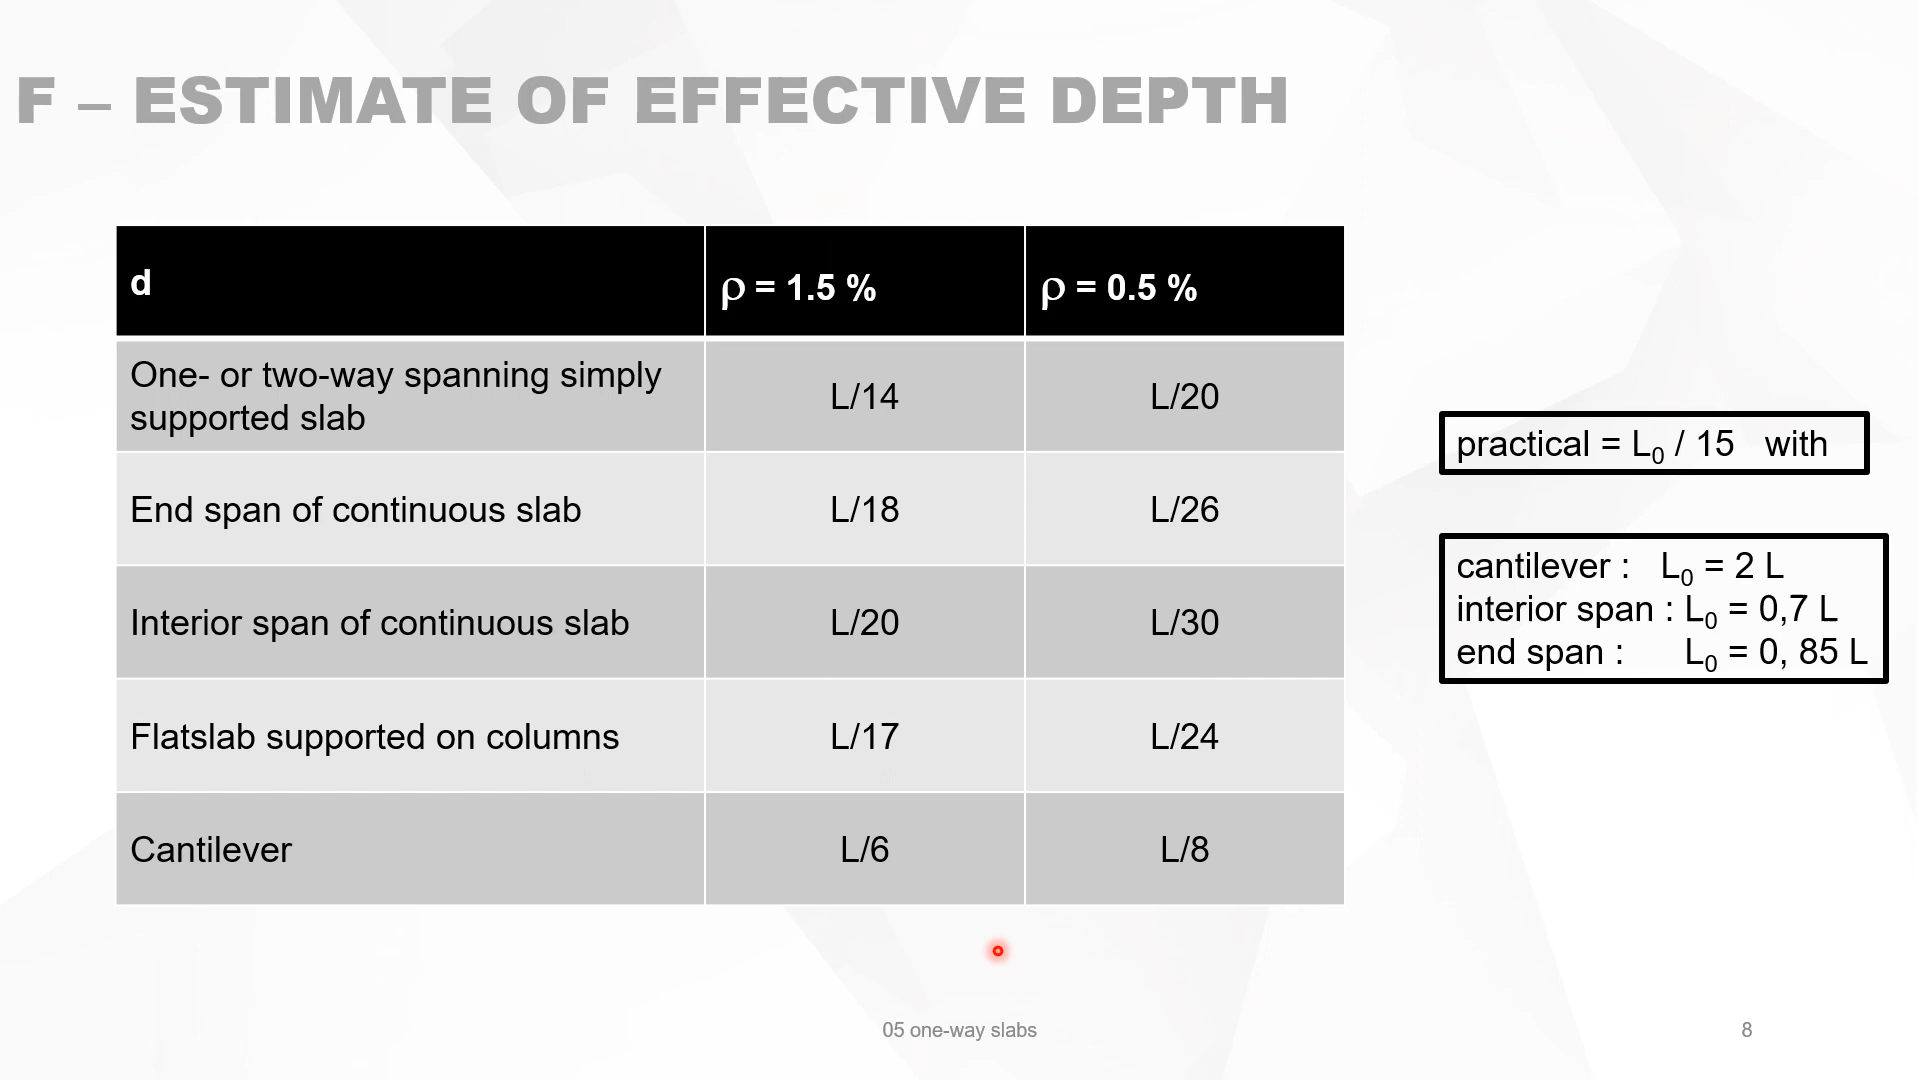 F – ESTIMATE OF EFFECTIVE DEPTH
d
ρ = 1.5 %
ρ = 0.5 %
One- or two-way spanning simply
supported slab
L/14
L/20
End span of continuous slab
L/18
L/26
Interior span of continuous slab
L/20
L/30
Flatslab supported on columns
L/17
L/24
Cantilever
L/6
L/8
practical = L₀ / 15 with
cantilever : L₀ = 2 L
interior span : L₀ = 0,7 L
end span : L₀ = 0, 85 L
05 one-way slabs
8